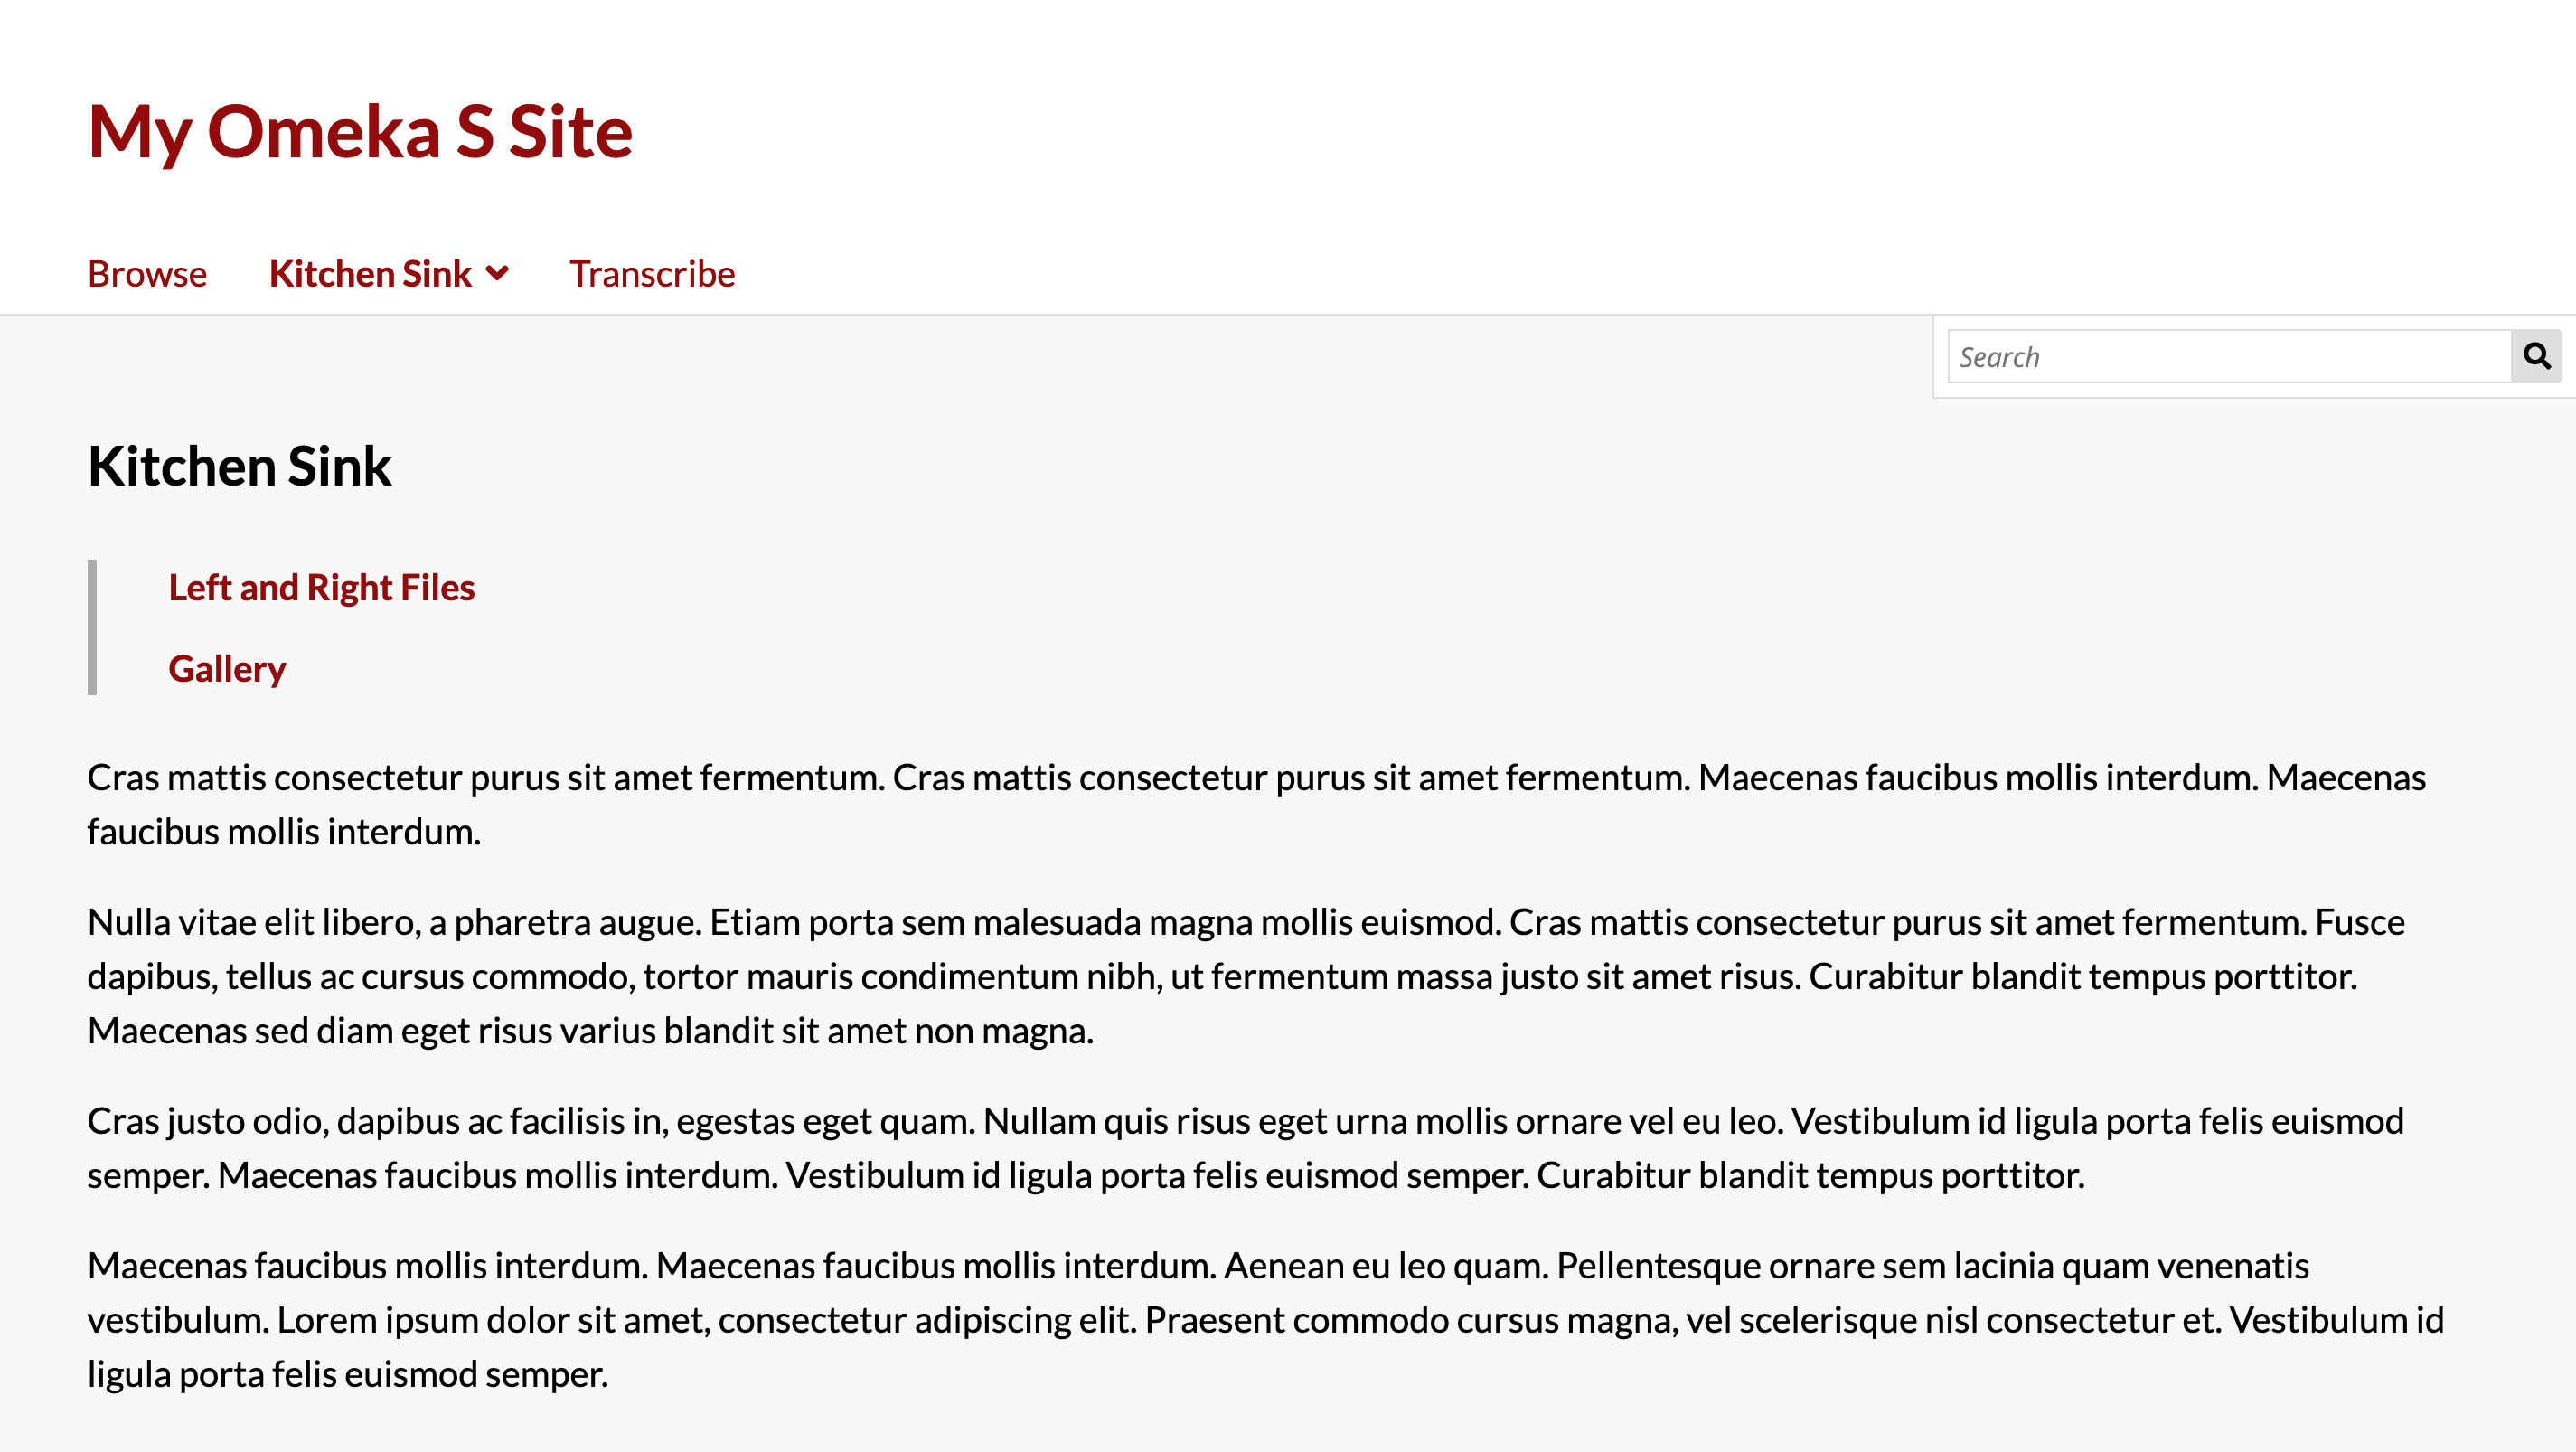 My Omeka S Site
Browse Kitchen Sink Transcribe
Search
Kitchen Sink
Left and Right Files
Gallery
Cras mattis consectetur purus sit amet fermentum. Cras mattis consectetur purus sit amet fermentum. Maecenas faucibus mollis interdum. Maecenas
faucibus mollis interdum.
Nulla vitae elit libero, a pharetra augue. Etiam porta sem malesuada magna mollis euismod. Cras mattis consectetur purus sit amet fermentum. Fusce
dapibus, tellus ac cursus commodo, tortor mauris condimentum nibh, ut fermentum massa justo sit amet risus. Curabitur blandit tempus porttitor.
Maecenas sed diam eget risus varius blandit sit amet non magna.
Cras justo odio, dapibus ac facilisis in, egestas eget quam. Nullam quis risus eget urna mollis ornare vel eu leo. Vestibulum id ligula porta felis euismod
semper. Maecenas faucibus mollis interdum. Vestibulum id ligula porta felis euismod semper. Curabitur blandit tempus porttitor.
Maecenas faucibus mollis interdum. Maecenas faucibus mollis interdum. Aenean eu leo quam. Pellentesque ornare sem lacinia quam venenatis
vestibulum. Lorem ipsum dolor sit amet, consectetur adipiscing elit. Praesent commodo cursus magna, vel scelerisque nisl consectetur et. Vestibulum id
ligula porta felis euismod semper.